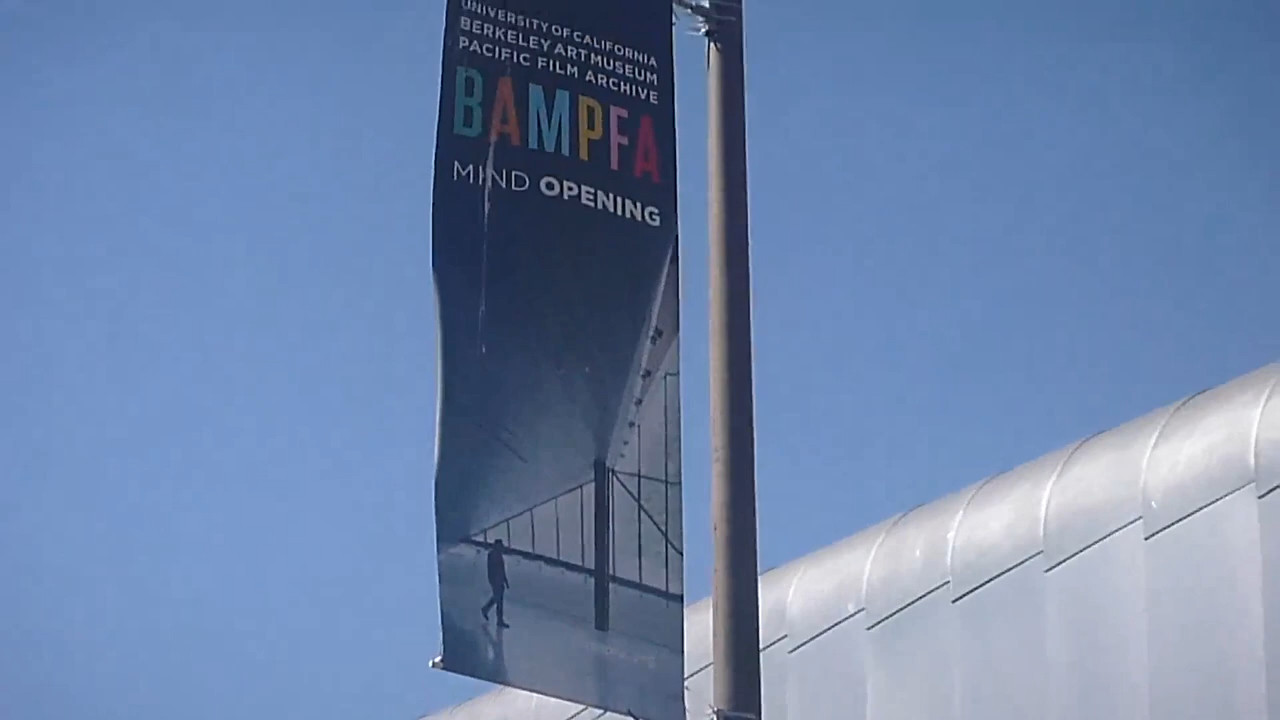 UNIVERSITY OF CALIFORNIA
BERKELEY ART MUSEUM
PACIFIC FILM ARCHIVE
BAMPFA
MIND OPENING